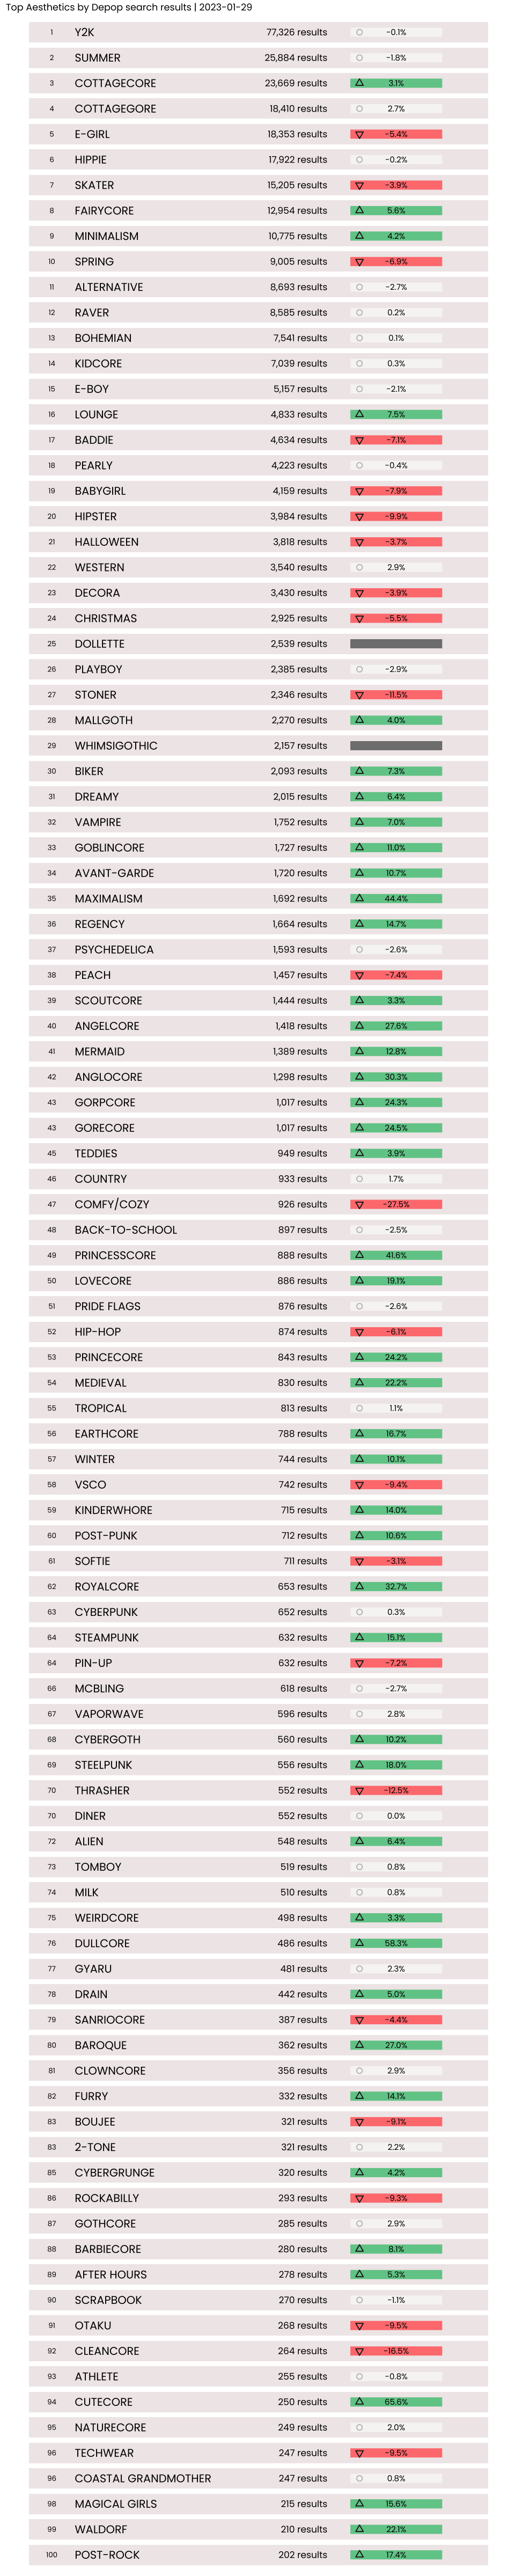 Top Aesthetics by Depop search results | 2023-01-29
1 Y2K 77,326 results -0.1%
2 SUMMER 25,884 results -1.8%
3 COTTAGECORE 23,669 results 3.1%
4 COTTAGEGORE 18,410 results 2.7%
5 E-GIRL 18,353 results -5.4%
6 HIPPIE 17,922 results -0.2%
7 SKATER 15,205 results -3.9%
8 FAIRYCORE 12,954 results 5.6%
9 MINIMALISM 10,775 results 4.2%
10 SPRING 9,005 results -6.9%
11 ALTERNATIVE 8,693 results -2.7%
12 RAVER 8,585 results 0.2%
13 BOHEMIAN 7,541 results 0.1%
14 KIDCORE 7,039 results 0.3%
15 E-BOY 5,157 results -2.1%
16 LOUNGE 4,833 results 7.5%
17 BADDIE 4,634 results -7.1%
18 PEARLY 4,223 results -0.4%
19 BABYGIRL 4,159 results -7.9%
20 HIPSTER 3,984 results -9.9%
21 HALLOWEEN 3,818 results -3.7%
22 WESTERN 3,540 results 2.9%
23 DECORA 3,430 results -3.9%
24 CHRISTMAS 2,925 results -5.5%
25 DOLLETTE 2,539 results
26 PLAYBOY 2,385 results -2.9%
27 STONER 2,346 results -11.5%
28 MALLGOTH 2,270 results 4.0%
29 WHIMSIGOTHIC 2,157 results
30 BIKER 2,093 results 7.3%
31 DREAMY 2,015 results 6.4%
32 VAMPIRE 1,752 results 7.0%
33 GOBLINCORE 1,727 results 11.0%
34 AVANT-GARDE 1,720 results 10.7%
35 MAXIMALISM 1,692 results 44.4%
36 REGENCY 1,664 results 14.7%
37 PSYCHEDELICA 1,593 results -2.6%
38 PEACH 1,457 results -7.4%
39 SCOUTCORE 1,444 results 3.3%
40 ANGELCORE 1,418 results 27.6%
41 MERMAID 1,389 results 12.8%
42 ANGLOCORE 1,298 results 30.3%
43 GORPCORE 1,017 results 24.3%
43 GORECORE 1,017 results 24.5%
45 TEDDIES 949 results 3.9%
46 COUNTRY 933 results 1.7%
47 COMFY/COZY 926 results -27.5%
48 BACK-TO-SCHOOL 897 results -2.5%
49 PRINCESSCORE 888 results 41.6%
50 LOVECORE 886 results 19.1%
51 PRIDE FLAGS 876 results -2.6%
52 HIP-HOP 874 results -6.1%
53 PRINCECORE 843 results 24.2%
54 MEDIEVAL 830 results 22.2%
55 TROPICAL 813 results 1.1%
56 EARTHCORE 788 results 16.7%
57 WINTER 744 results 10.1%
58 VSCO 742 results -9.4%
59 KINDERWHORE 715 results 14.0%
60 POST-PUNK 712 results 10.6%
61 SOFTIE 711 results -3.1%
62 ROYALCORE 653 results 32.7%
63 CYBERPUNK 652 results 0.3%
64 STEAMPUNK 632 results 15.1%
64 PIN-UP 632 results -7.2%
66 MCBLING 618 results -2.7%
67 VAPORWAVE 596 results 2.8%
68 CYBERGOTH 560 results 10.2%
69 STEELPUNK 556 results 18.0%
70 THRASHER 552 results -12.5%
70 DINER 552 results 0.0%
72 ALIEN 548 results 6.4%
73 TOMBOY 519 results 0.8%
74 MILK 510 results 0.8%
75 WEIRDCORE 498 results 3.3%
76 DULLCORE 486 results 58.3%
77 GYARU 481 results 2.3%
78 DRAIN 442 results 5.0%
79 SANRIOCORE 387 results -4.4%
80 BAROQUE 362 results 27.0%
81 CLOWNCORE 356 results 2.9%
82 FURRY 332 results 14.1%
83 BOUJEE 321 results -9.1%
83 2-TONE 321 results 2.2%
85 CYBERGRUNGE 320 results 4.2%
86 ROCKABILLY 293 results -9.3%
87 GOTHCORE 285 results 2.9%
88 BARBIECORE 280 results 8.1%
89 AFTER HOURS 278 results 5.3%
90 SCRAPBOOK 270 results -1.1%
91 OTAKU 268 results -9.5%
92 CLEANCORE 264 results -16.5%
93 ATHLETE 255 results -0.8%
94 CUTECORE 250 results 65.6%
95 NATURECORE 249 results 2.0%
96 TECHWEAR 247 results -9.5%
96 COASTAL GRANDMOTHER 247 results 0.8%
98 MAGICAL GIRLS 215 results 15.6%
99 WALDORF 210 results 22.1%
100 POST-ROCK 202 results 17.4%